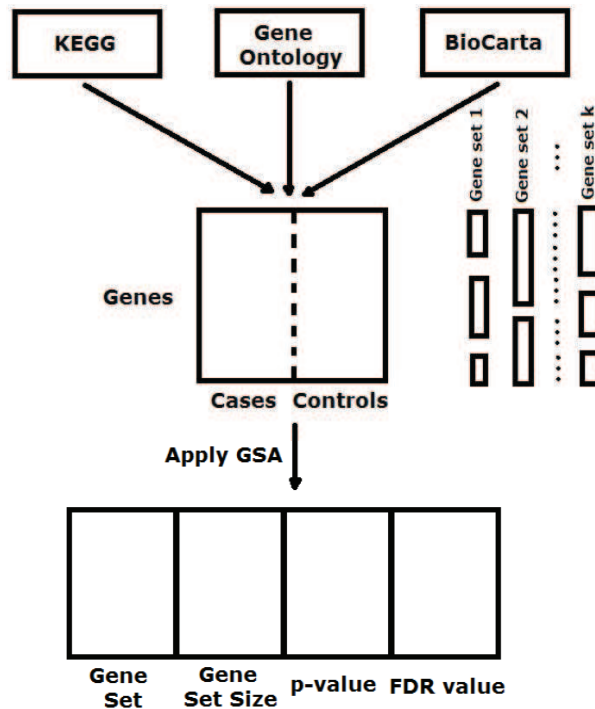 KEGG
Gene
Ontology
BioCarta
Gene set 1
Gene set 2
...
Gene set k
Genes
Cases Controls
Apply GSA
Gene
Set
Gene
Set Size
p-value
FDR value